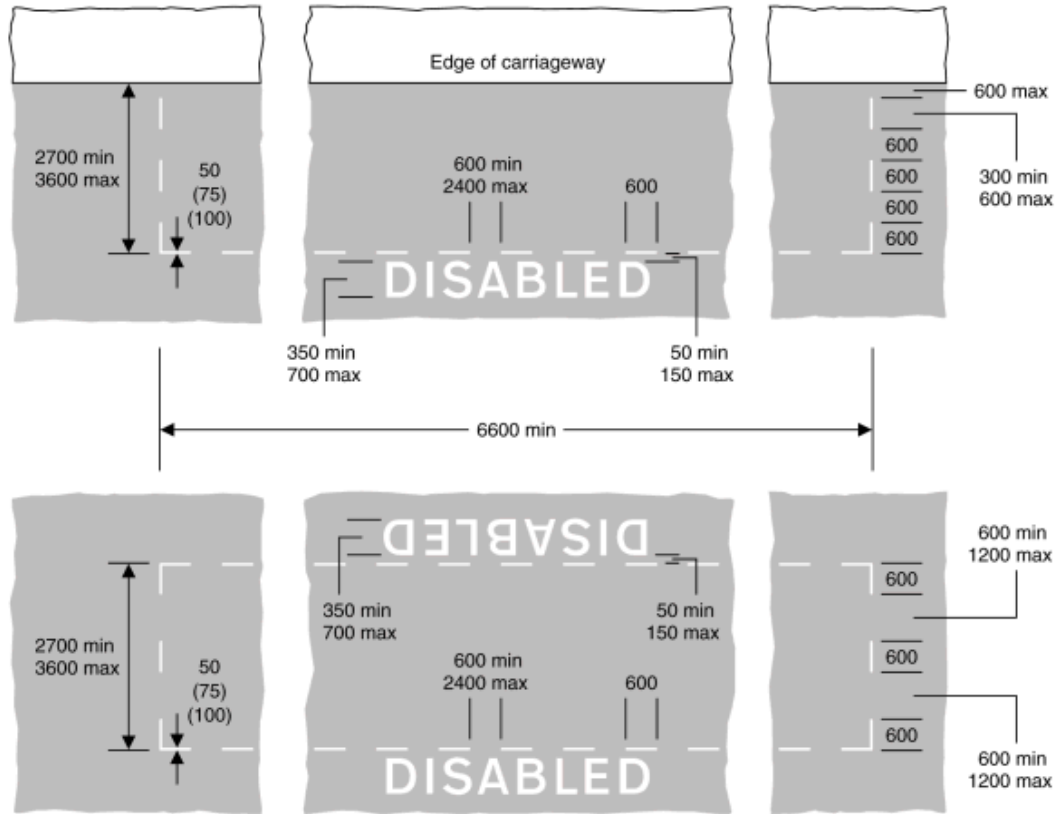 Edge of carriageway
600 max
2700 min
3600 max
50
(75)
(100)
600 min
2400 max
600
600
600
600
600
300 min
600 max
DISABLED
350 min
700 max
50 min
150 max
6600 min
DISABLED
350 min
700 max
50 min
150 max
600
600 min
1200 max
2700 min
3600 max
50
(75)
(100)
600 min
2400 max
600
600
600
600 min
1200 max
DISABLED